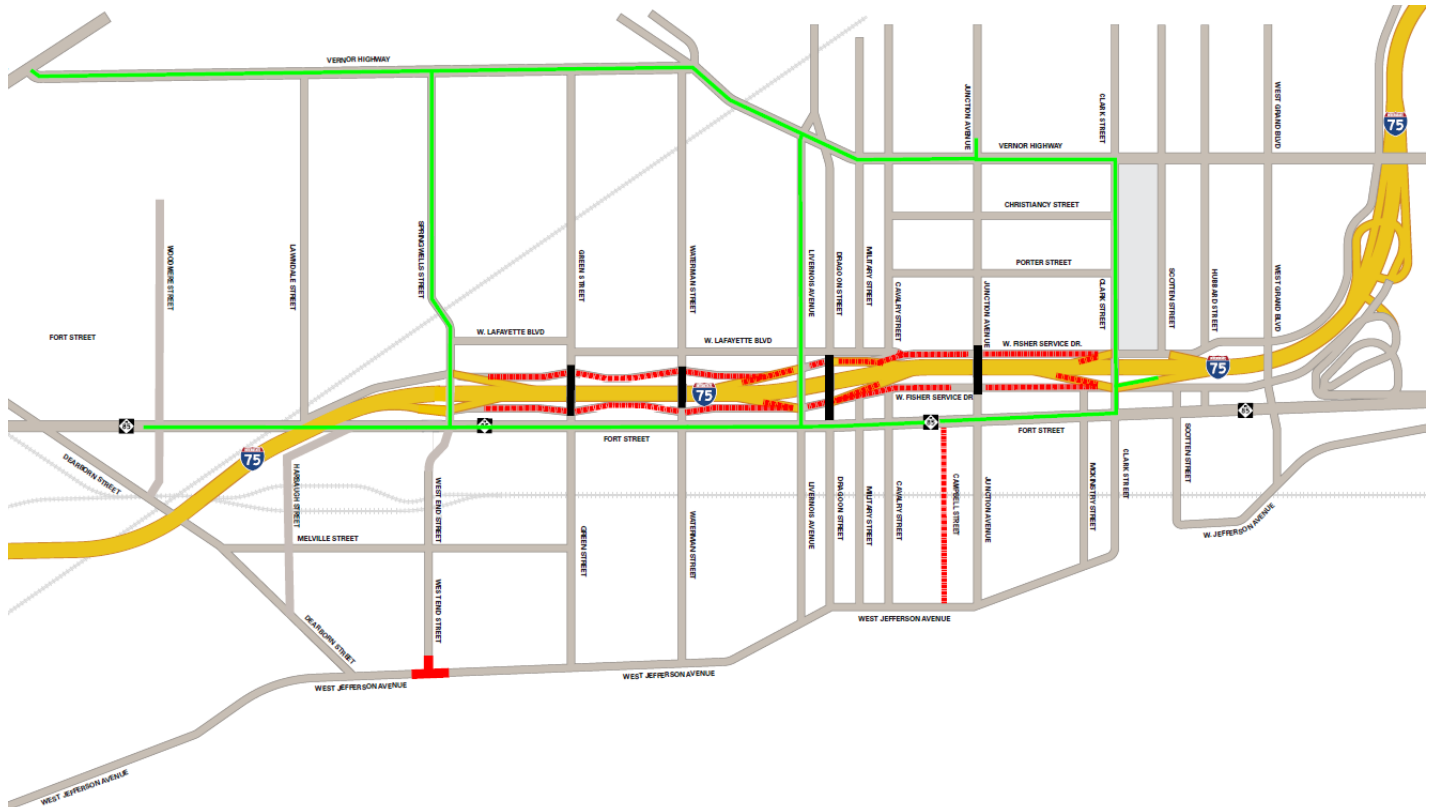 VERNOR HIGHWAY
JUNCTION AVENUE
CLARK STREET
WEST GRAND BLVD
75
VERNOR HIGHWAY
CHRISTIANCY STREET
PORTER STREET
WOODMERE STREET
LAWNDALE STREET
SPRINGWELLS STREET
GREEN STREET
WATERMAN STREET
LIVERNOIS AVENUE
DRAGOON STREET
MILITARY STREET
CAVALRY STREET
JUNCTION AVENUE
CLARK STREET
SCOTTEN STREET
HUBBARD STREET
WEST GRAND BLVD
FORT STREET
W. LAFAYETTE BLVD
W. LAFAYETTE BLVD
W. FISHER SERVICE DR.
75
75
W. FISHER SERVICE DR
85
85
85
FORT STREET
FORT STREET
75
DEARBORN STREET
HARBAUGH STREET
WEST END STREET
GREEN STREET
WATERMAN STREET
LIVERNOIS AVENUE
DRAGOON STREET
MILITARY STREET
CAVALRY STREET
CAMPBELL STREET
JUNCTION AVENUE
MCKINSTRY STREET
CLARK STREET
SCOTTEN STREET
W. JEFFERSON AVENUE
MELVILLE STREET
WEST END STREET
DEARBORN STREET
WEST JEFFERSON AVENUE
WEST JEFFERSON AVENUE
WEST JEFFERSON AVENUE
WEST JEFFERSON AVENUE